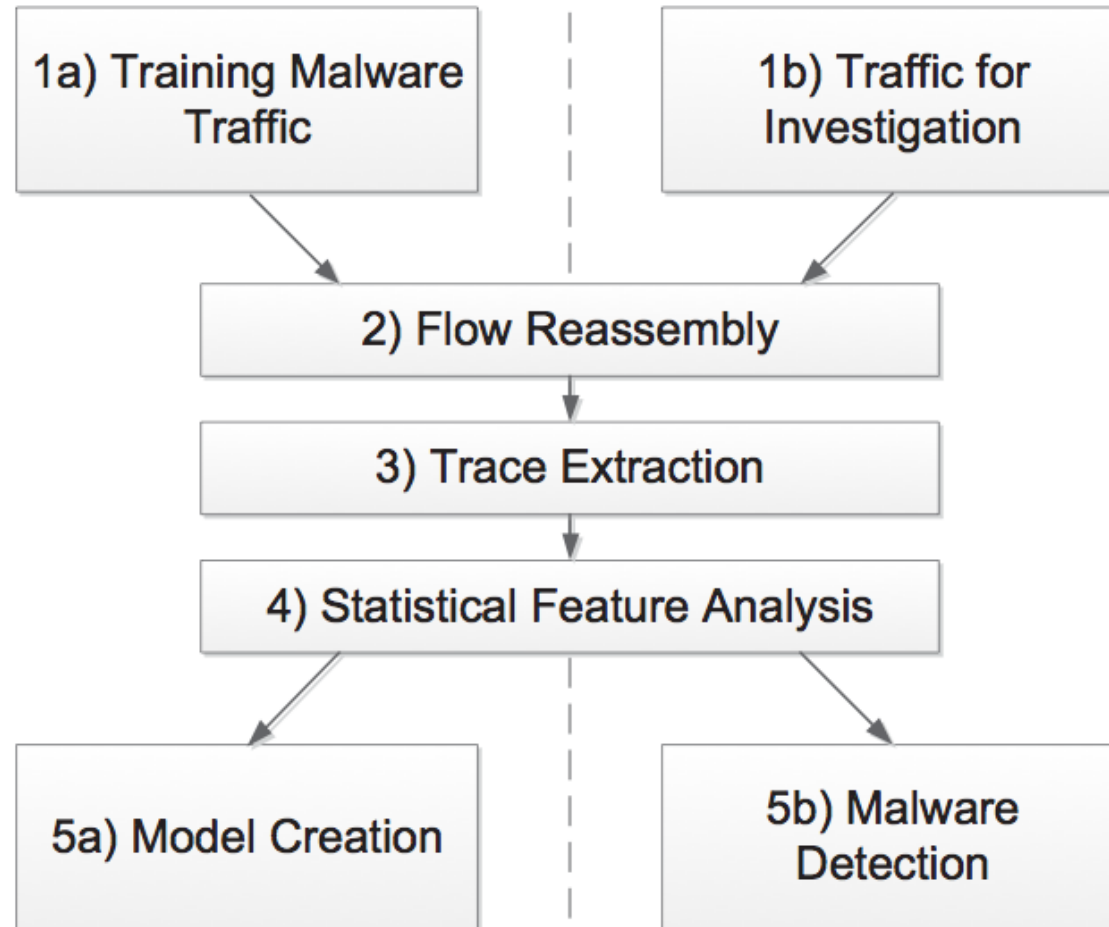 1a) Training Malware
Traffic
1b) Traffic for
Investigation
2) Flow Reassembly
3) Trace Extraction
4) Statistical Feature Analysis
5a) Model Creation
5b) Malware
Detection